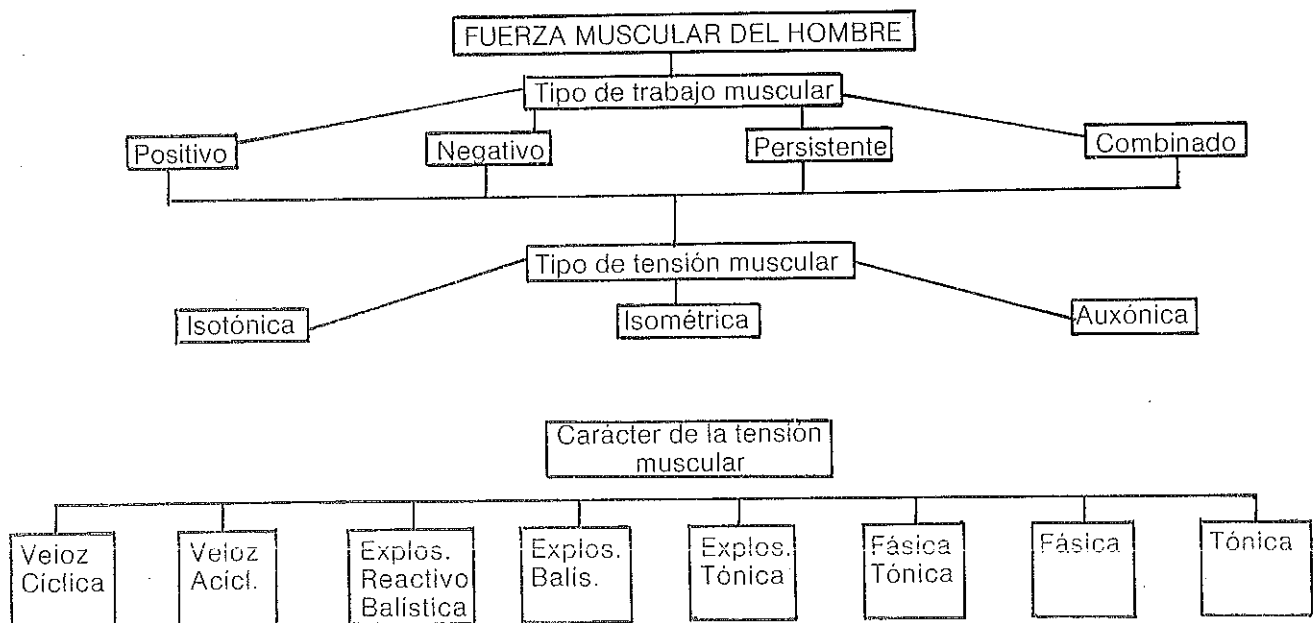 FUERZA MUSCULAR DEL HOMBRE
Tipo de trabajo muscular
Positivo
Negativo
Persistente
Combinado
Tipo de tensión muscular
Isotónica
Isométrica
Auxónica
Carácter de la tensión
muscular
Veloz
Cíclica
Veloz
Acícl.
Explos.
Reactivo
Balística
Explos.
Balís.
Explos.
Tónica
Fásica
Tónica
Fásica
Tónica